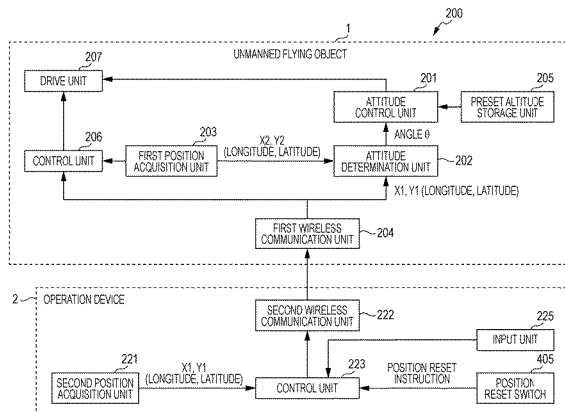 200
1
UNMANNED FLYING OBJECT
207
DRIVE UNIT
201
ATTITUDE
CONTROL UNIT
205
PRESET ALTITUDE
STORAGE UNIT
206
CONTROL UNIT
203
FIRST POSITION
ACQUISITION UNIT
X2, Y2
(LONGITUDE, LATITUDE)
ANGLE θ
202
ATTITUDE
DETERMINATION UNIT
X1, Y1 (LONGITUDE, LATITUDE)
FIRST WIRELESS
COMMUNICATION UNIT
204
2
OPERATION DEVICE
SECOND WIRELESS
COMMUNICATION UNIT
222
225
INPUT UNIT
221
SECOND POSITION
ACQUISITION UNIT
X1, Y1
(LONGITUDE, LATITUDE)
223
CONTROL UNIT
POSITION RESET
INSTRUCTION
405
POSITION
RESET SWITCH